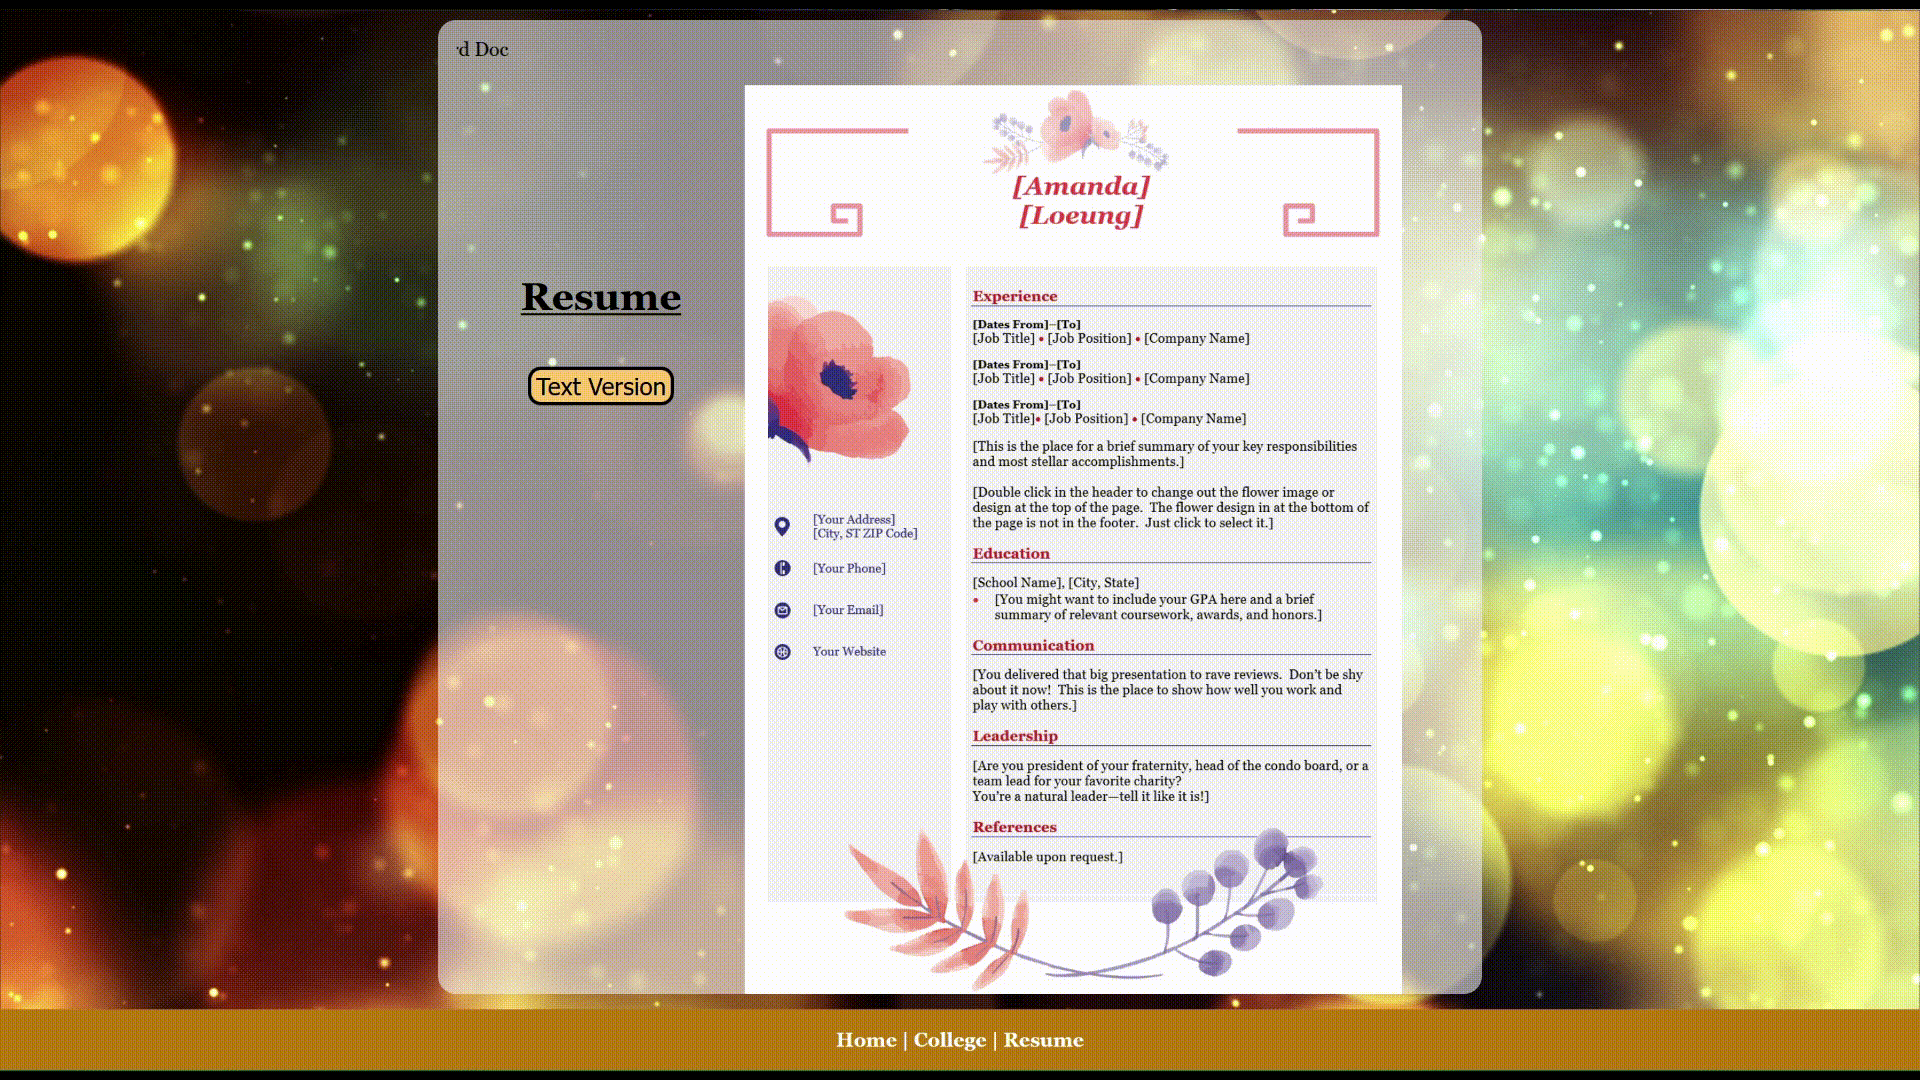 d Doc
Resume
Text Version
[Amanda]
[Loeung]
[Your Address]
[City, ST ZIP Code]
[Your Phone]
[Your Email]
Your Website
Experience
[Dates From]–[To]
[Job Title] • [Job Position] • [Company Name]
[Dates From]–[To]
[Job Title] • [Job Position] • [Company Name]
[Dates From]–[To]
[Job Title]• [Job Position] • [Company Name]
[This is the place for a brief summary of your key responsibilities
and most stellar accomplishments.]
[Double click in the header to change out the flower image or
design at the top of the page.  The flower design in at the bottom of
the page is not in the footer.  Just click to select it.]
Education
[School Name], [City, State]
• [You might want to include your GPA here and a brief
summary of relevant coursework, awards, and honors.]
Communication
[You delivered that big presentation to rave reviews.  Don’t be shy
about it now!  This is the place to show how well you work and
play with others.]
Leadership
[Are you president of your fraternity, head of the condo board, or a
team lead for your favorite charity?
You’re a natural leader—tell it like it is!]
References
[Available upon request.]
Home | College | Resume